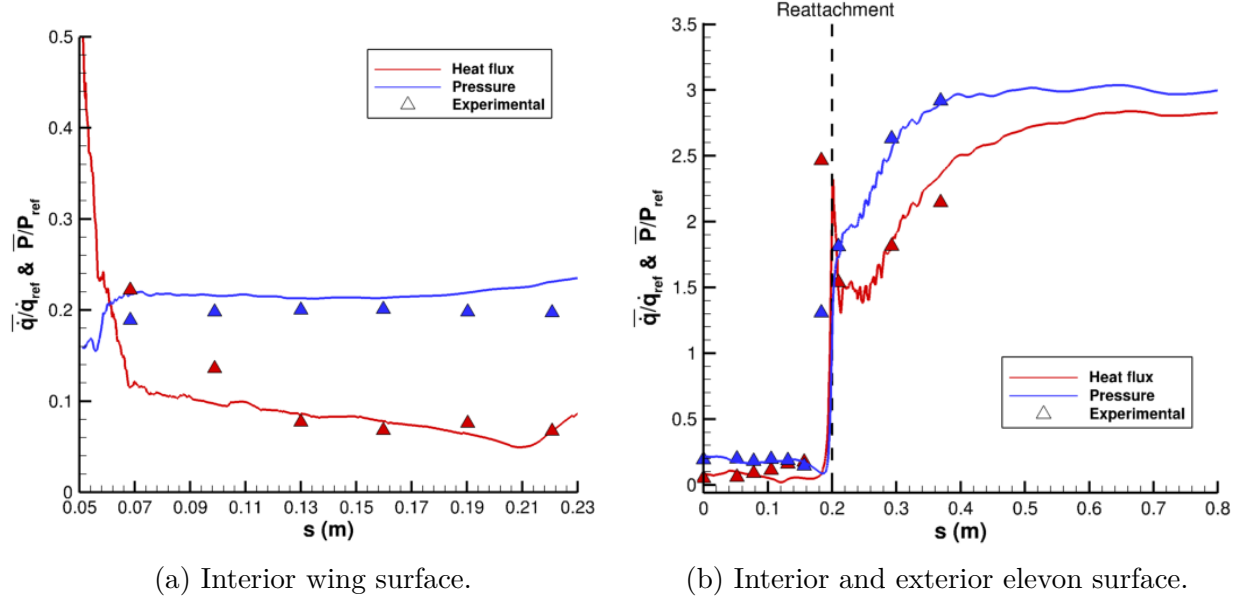 Reattachment
0.5
0.4
0.3
0.2
0.1
0
q̇/q̇ref & P/Pref
Heat flux
Pressure
Experimental
0.05 0.07 0.09 0.11 0.13 0.15 0.17 0.19 0.21 0.23
s (m)
3.5
3
2.5
2
1.5
1
0.5
0
q̇/q̇ref & P/Pref
Heat flux
Pressure
Experimental
0 0.1 0.2 0.3 0.4 0.5 0.6 0.7 0.8
s (m)
(a) Interior wing surface.
(b) Interior and exterior elevon surface.